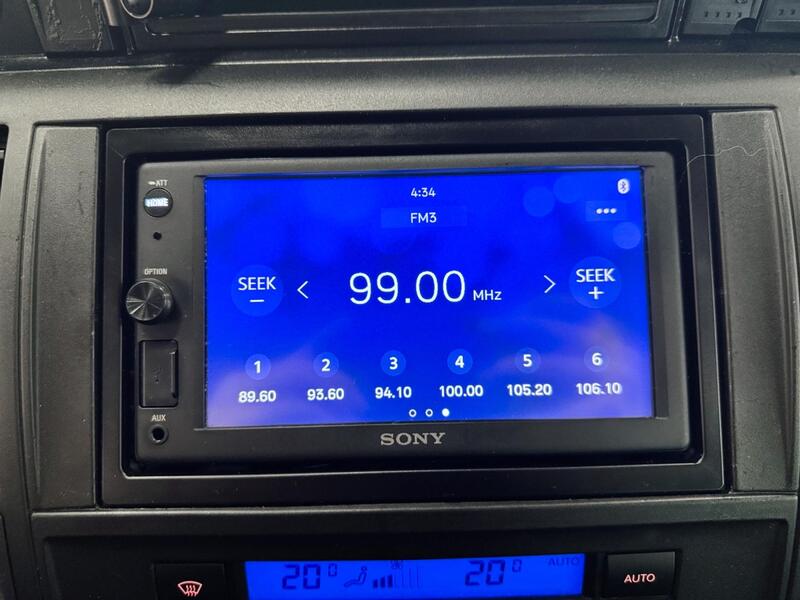 4:34
ATT
HOME
FM3
OPTION
SEEK
−
99.00 MHz
SEEK
+
1 2 3 4 5 6
89.60 93.60 94.10 100.00 105.20 106.10
AUX
SONY
20° 20° AUTO
AUTO